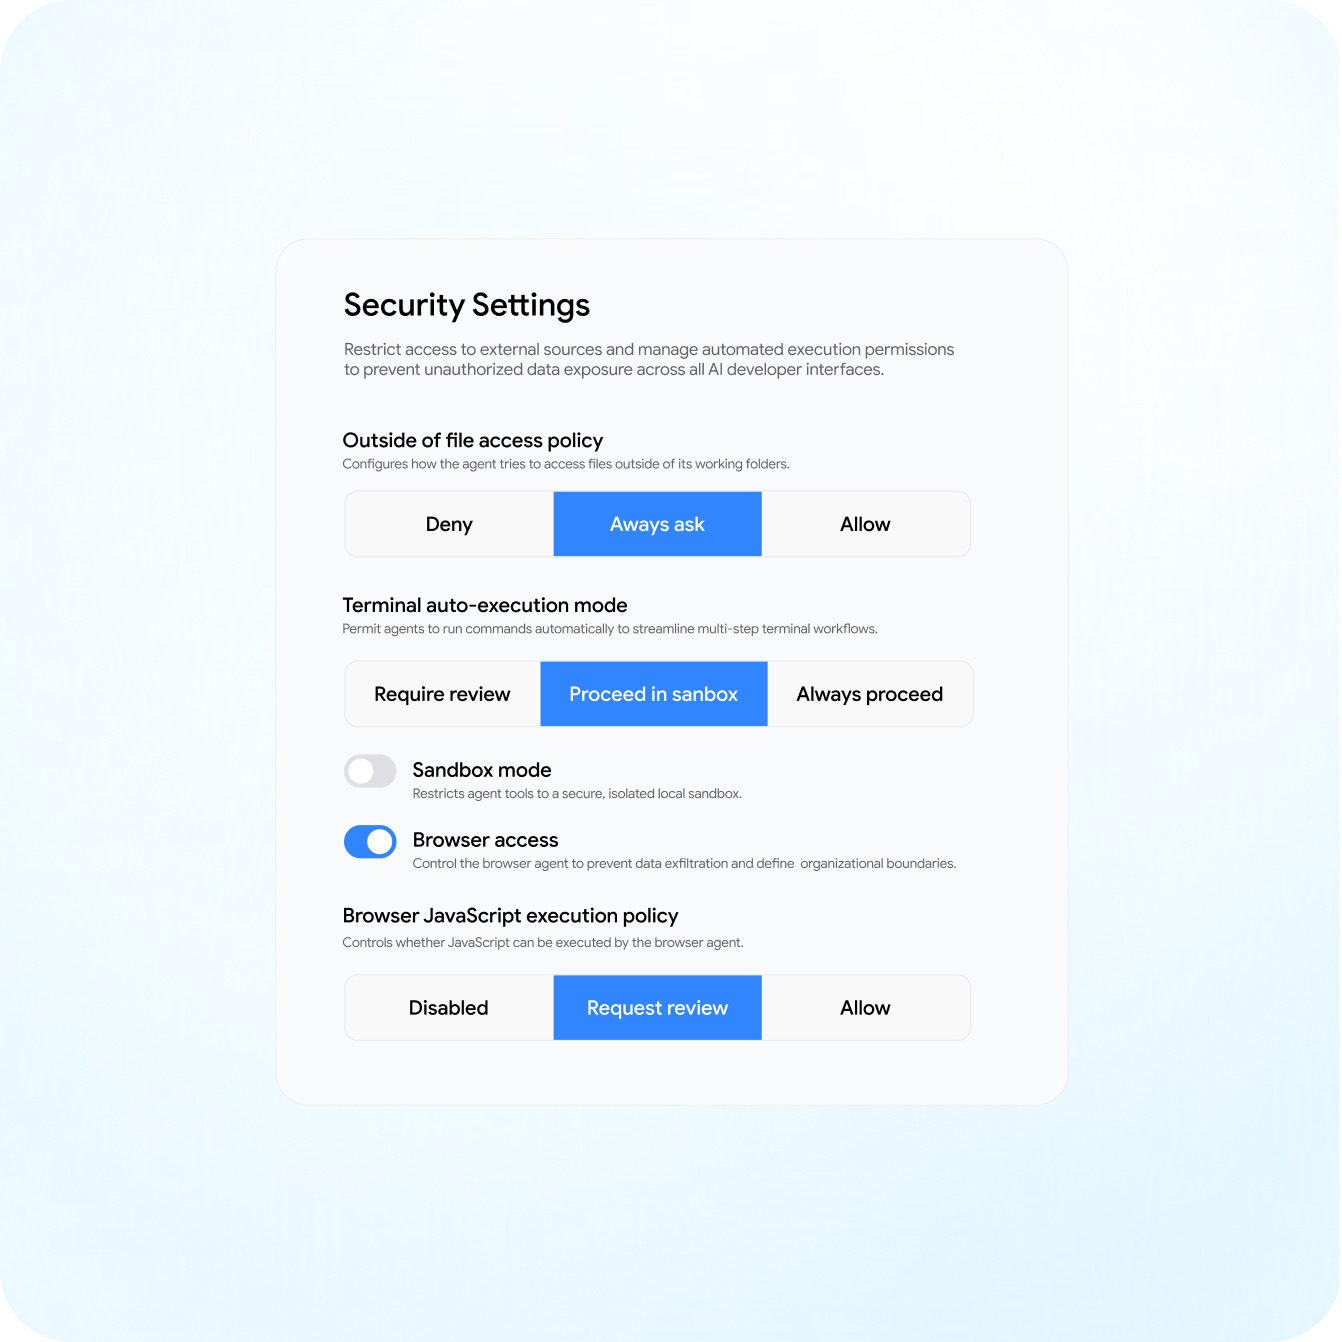 Security Settings
Restrict access to external sources and manage automated execution permissions
to prevent unauthorized data exposure across all AI developer interfaces.
Outside of file access policy
Configures how the agent tries to access files outside of its working folders.
Deny Aways ask Allow
Terminal auto-execution mode
Permit agents to run commands automatically to streamline multi-step terminal workflows.
Require review Proceed in sanbox Always proceed
Sandbox mode
Restricts agent tools to a secure, isolated local sandbox.
Browser access
Control the browser agent to prevent data exfiltration and define organizational boundaries.
Browser JavaScript execution policy
Controls whether JavaScript can be executed by the browser agent.
Disabled Request review Allow